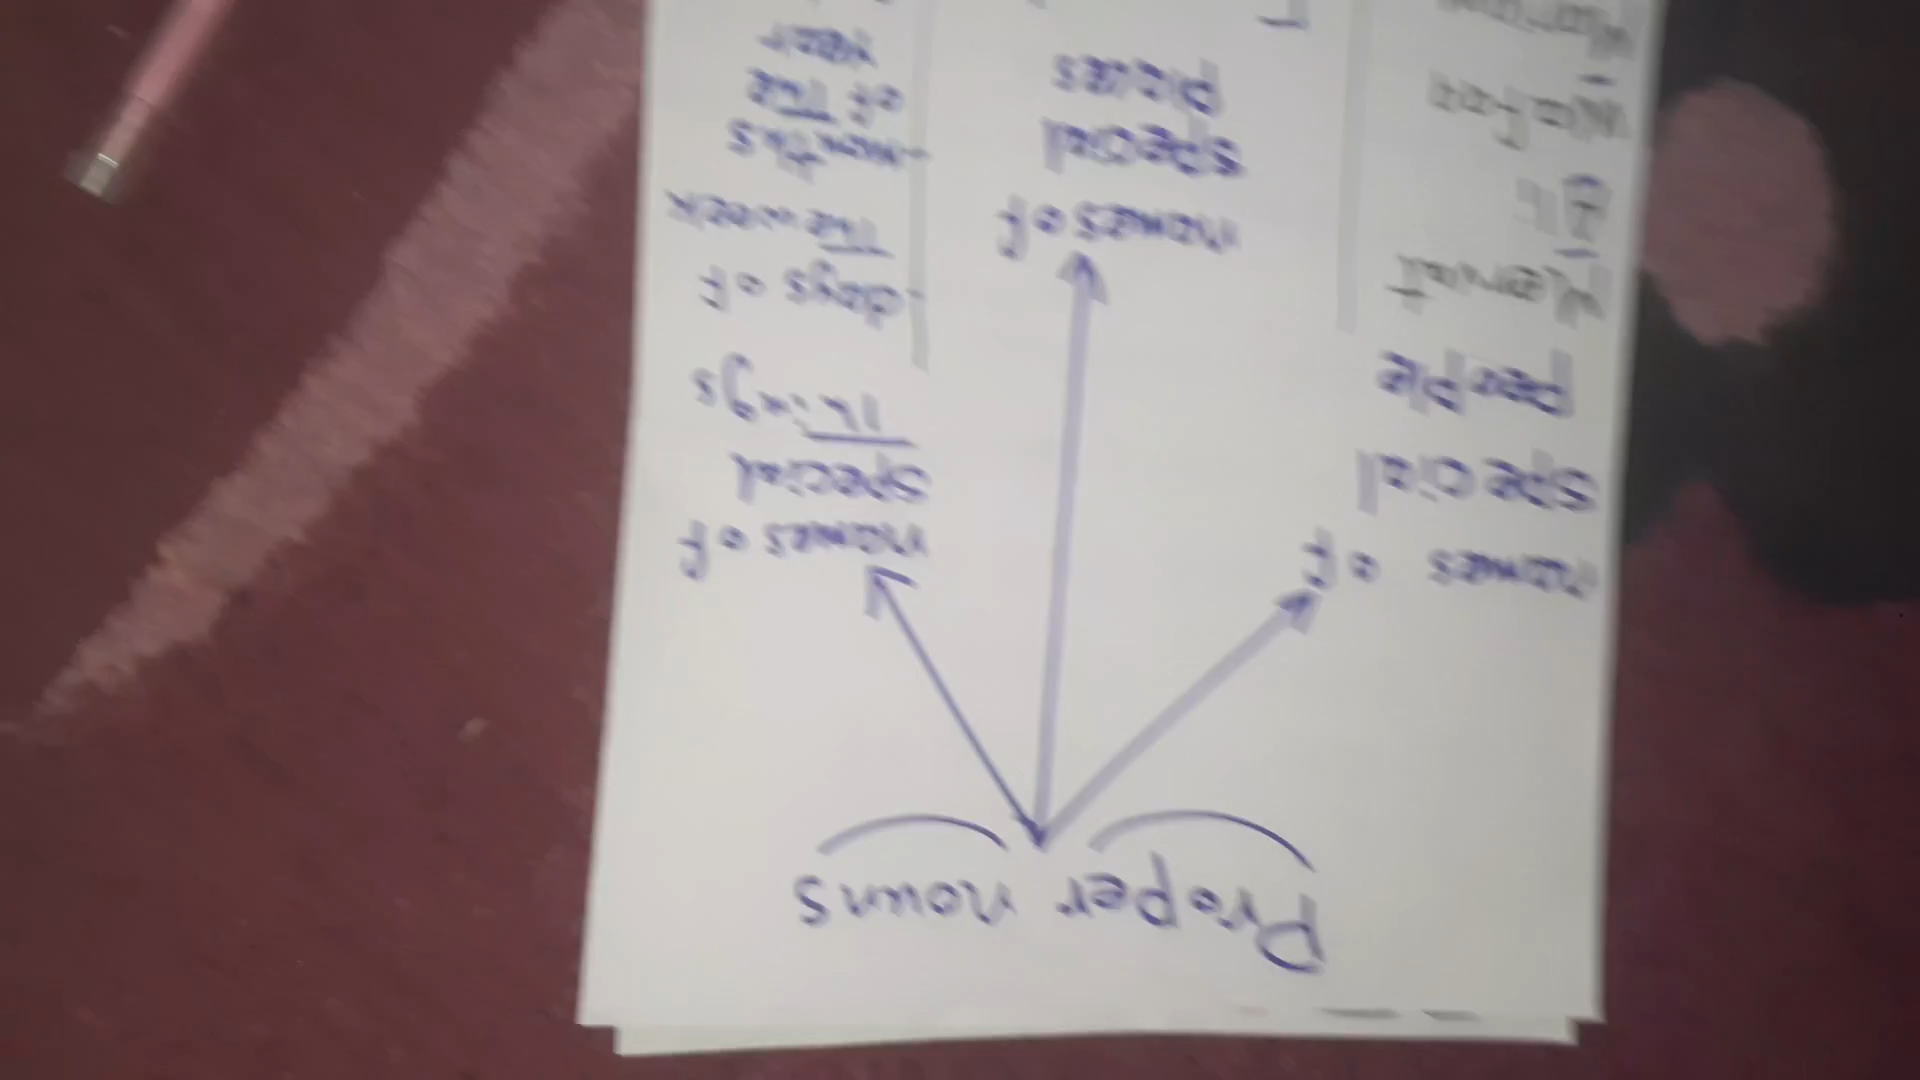 Proper nouns
names of
special
people
Kermit
names of
special
places
names of
special
Things
-days of
The week
-months
of The
year